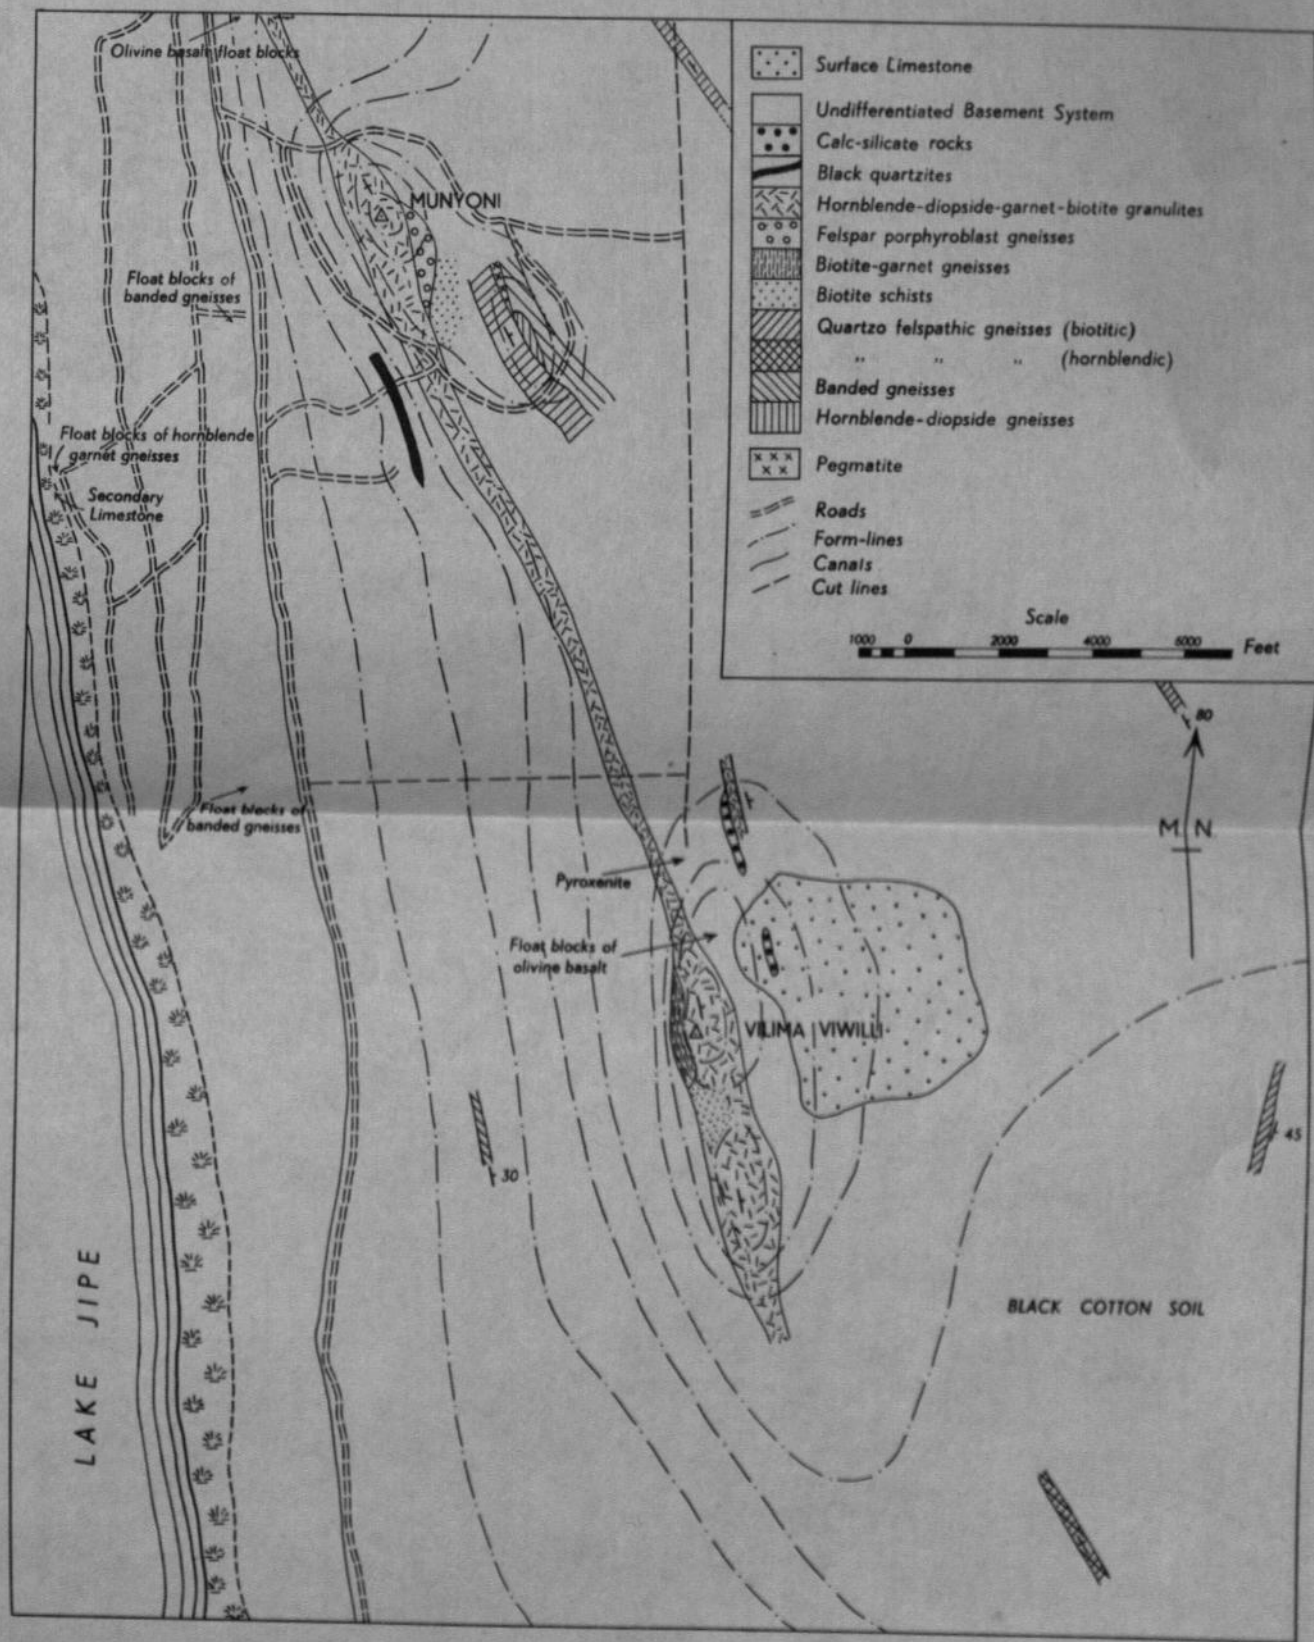 Olivine basalt float blocks
MUNYONI
Float blocks of
banded gneisses
Float blocks of hornblende
garnet gneisses
Secondary
Limestone
Float blocks of
banded gneisses
Pyroxenite
Float blocks of
olivine basalt
VILIMA VIWILLI
30
LAKE JIPE
Surface Limestone
Undifferentiated Basement System
Calc-silicate rocks
Black quartzites
Hornblende-diopside-garnet-biotite granulites
Felspar porphyroblast gneisses
Biotite-garnet gneisses
Biotite schists
Quartzo felspathic gneisses (biotitic)
" " " (hornblendic)
Banded gneisses
Hornblende-diopside gneisses
Pegmatite
Roads
Form-lines
Canals
Cut lines
Scale
1000 0 2000 4000 6000 Feet
80
M N
45
BLACK COTTON SOIL